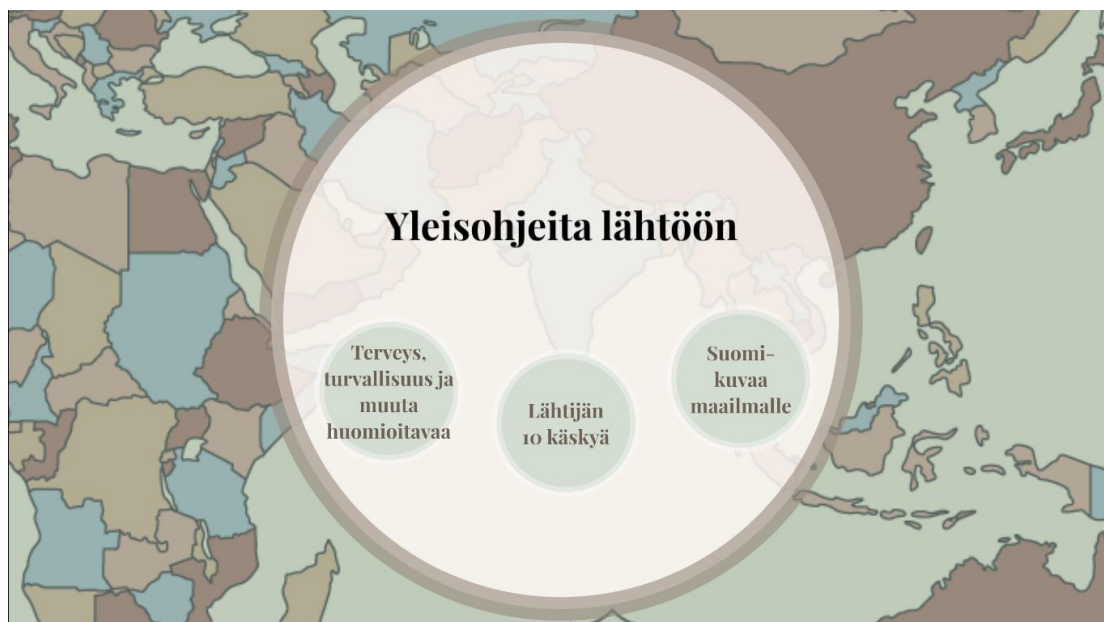 Yleisohjeita lähtöön
Terveys,
turvallisuus ja
muuta
huomioitavaa
Lähtijän
10 käskyä
Suomi-
kuvaa
maailmalle